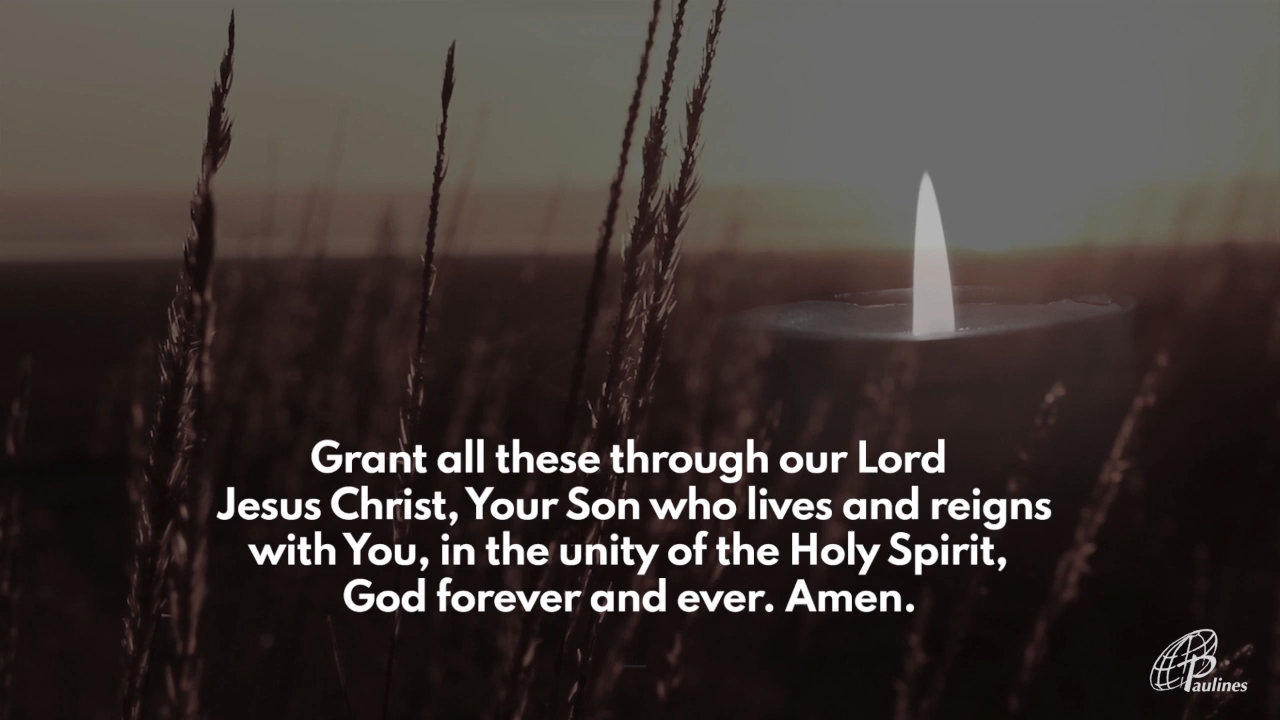 Grant all these through our Lord
Jesus Christ, Your Son who lives and reigns
with You, in the unity of the Holy Spirit,
God forever and ever. Amen.
Paulines